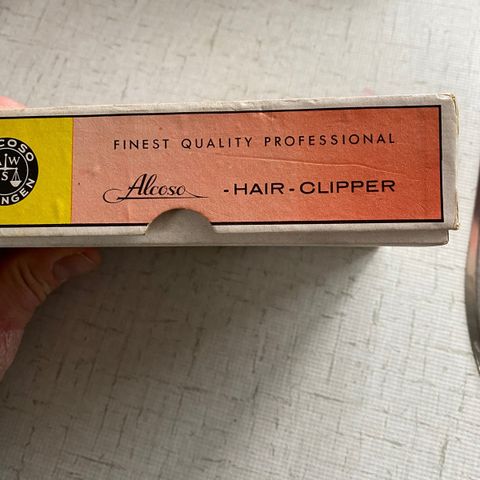 FINEST QUALITY PROFESSIONAL
Alcoso -HAIR-CLIPPER